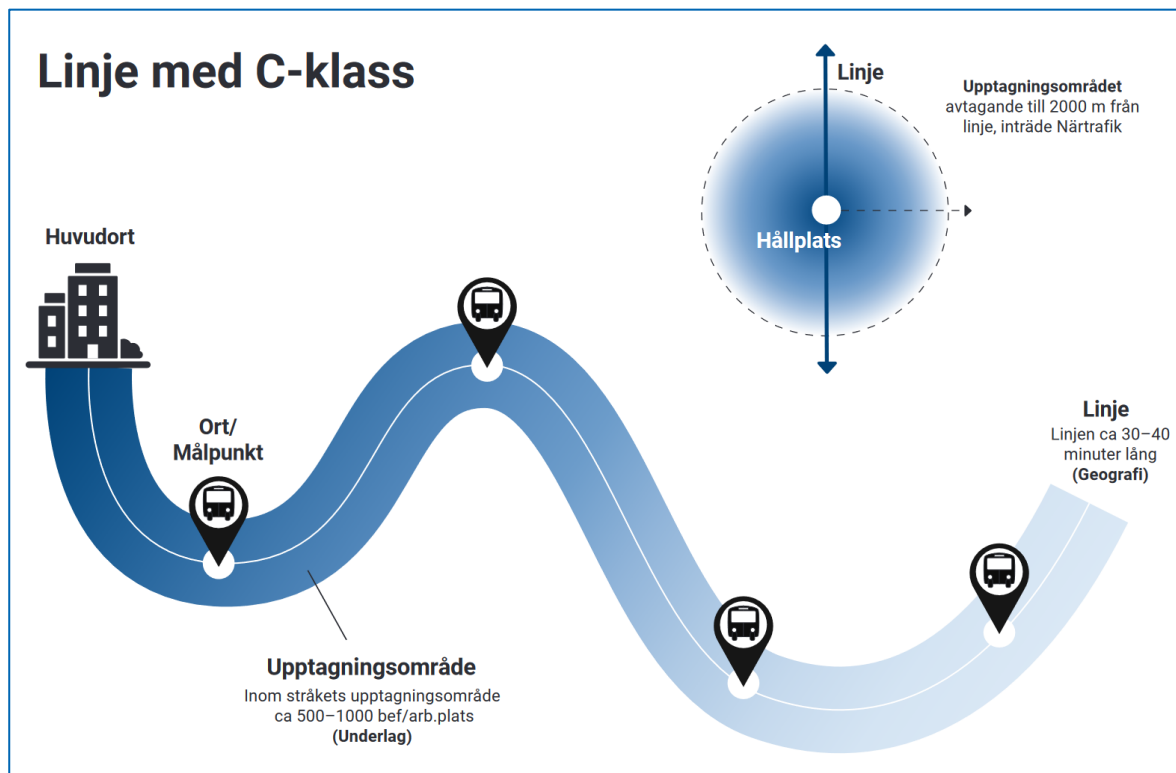 Linje med C-klass
Linje
Upptagningsområdet
avtagande till 2000 m från
linje, inträde Närtrafik
Hållplats
Huvudort
Ort/
Målpunkt
Linje
Linjen ca 30–40
minuter lång
(Geografi)
Upptagningsområde
Inom stråkets upptagningsområde
ca 500–1000 bef/arb.plats
(Underlag)